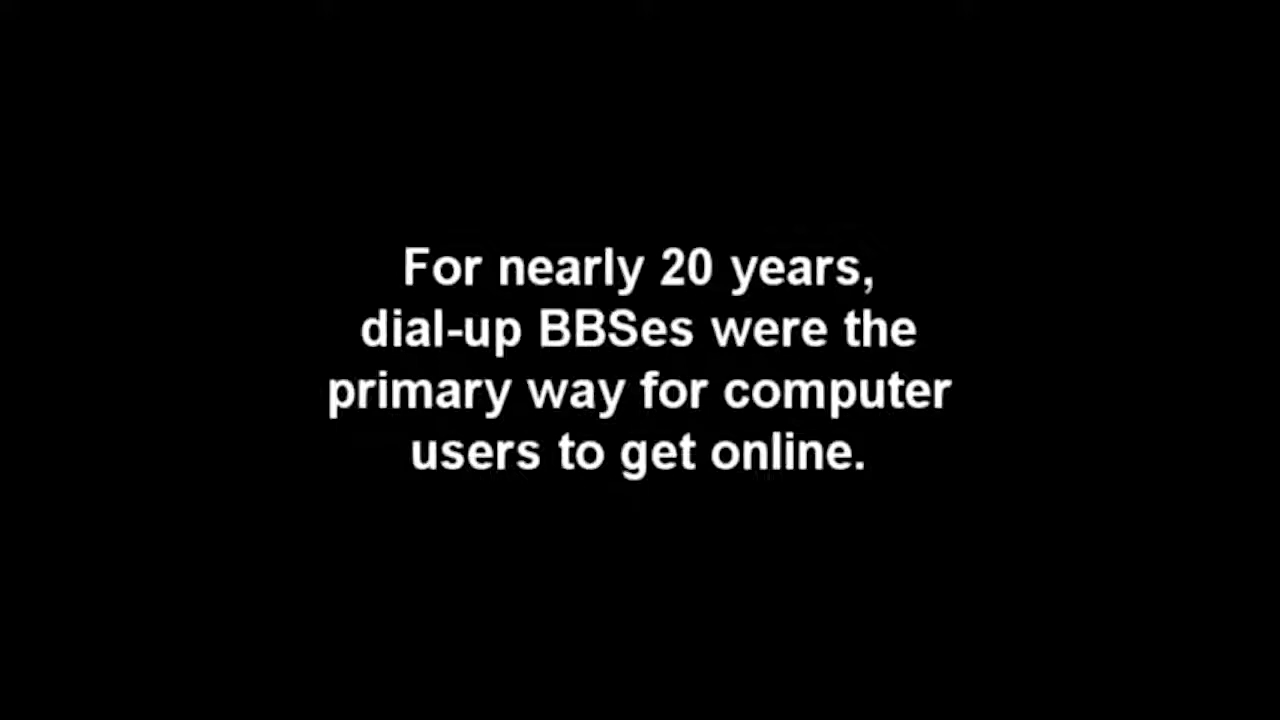 For nearly 20 years,
dial-up BBSes were the
primary way for computer
users to get online.